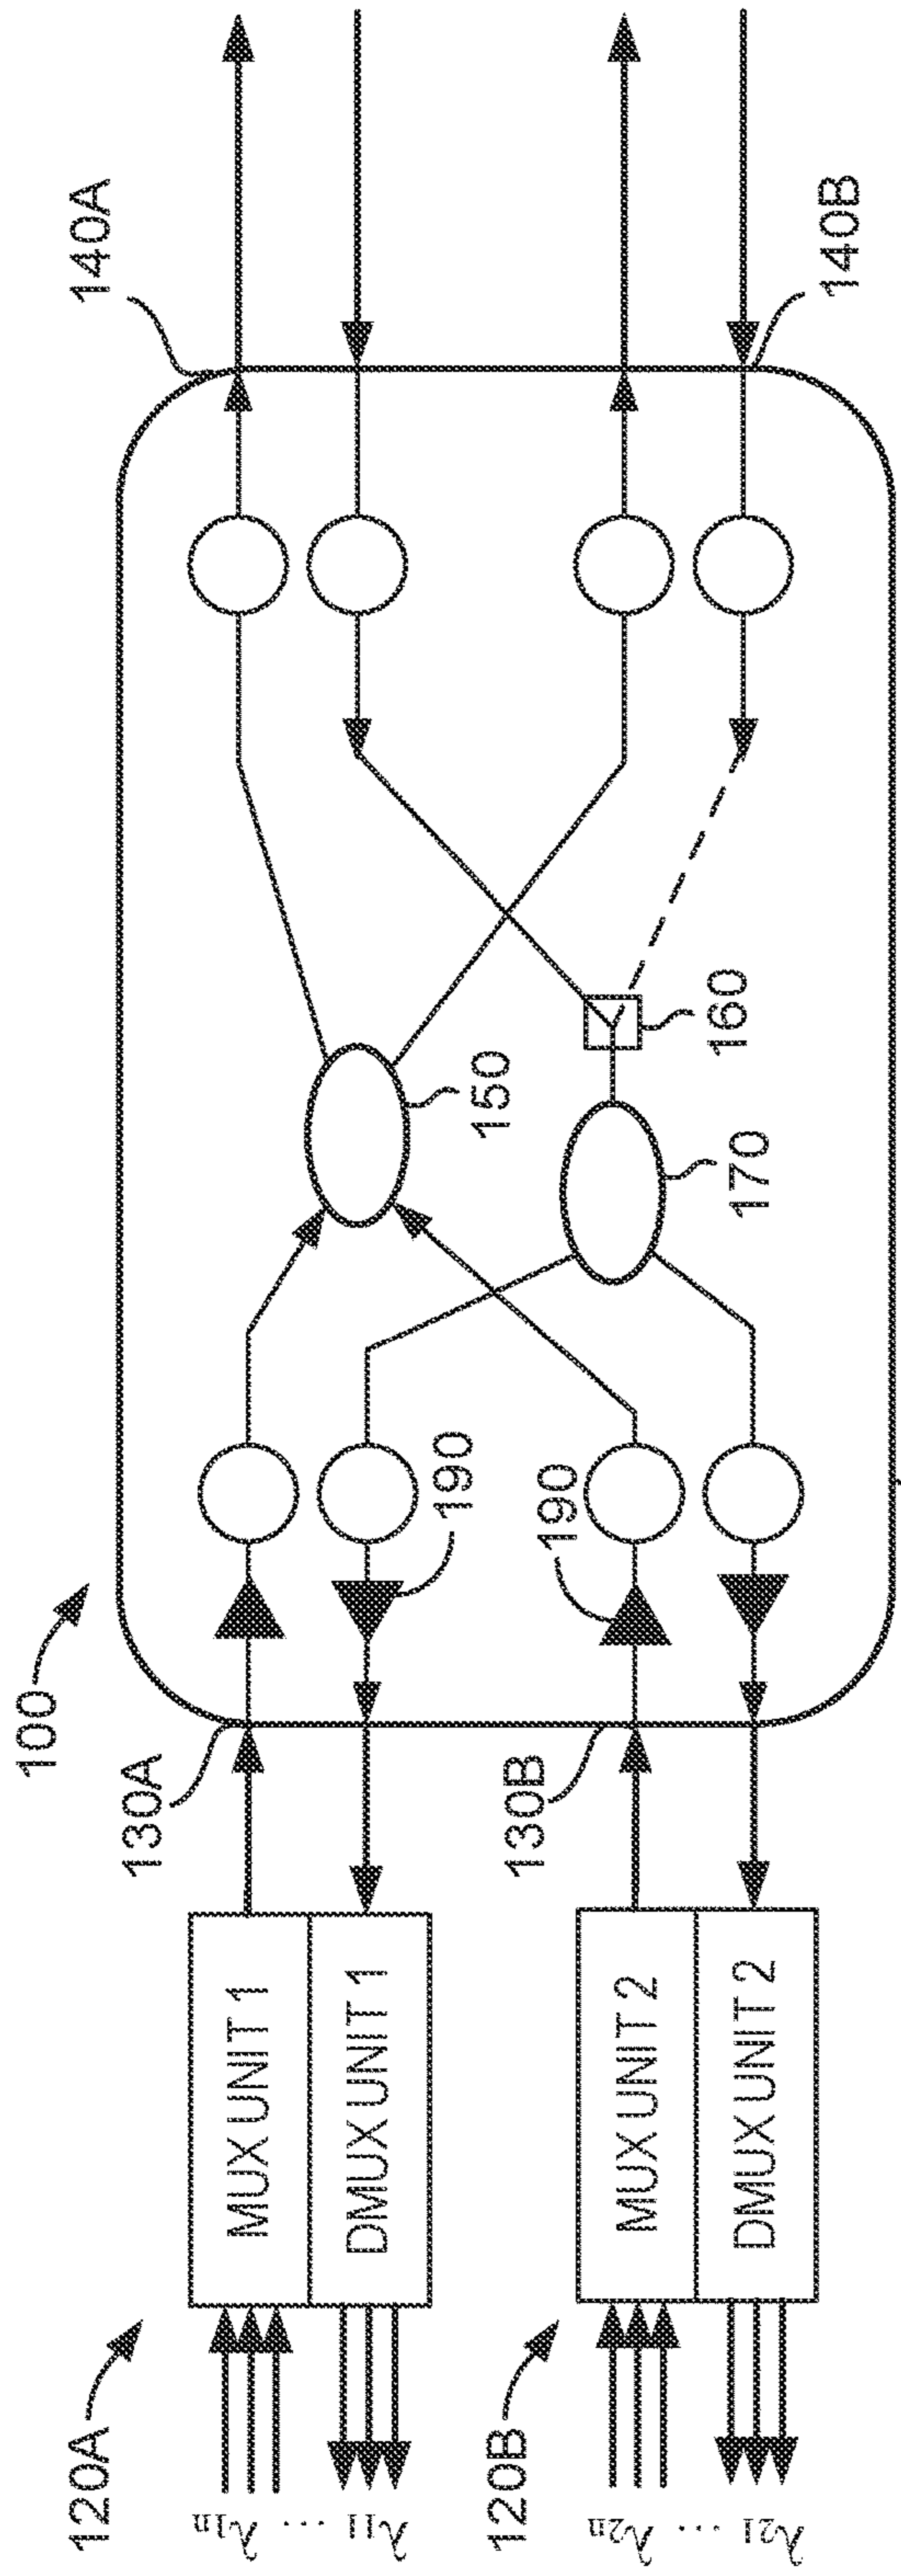 120A
λ1n ... λ11
MUX UNIT 1
DMUX UNIT 1
120B
λ2n ... λ21
MUX UNIT 2
DMUX UNIT 2
100
130A
130B
190
190
150
170
160
140A
140B